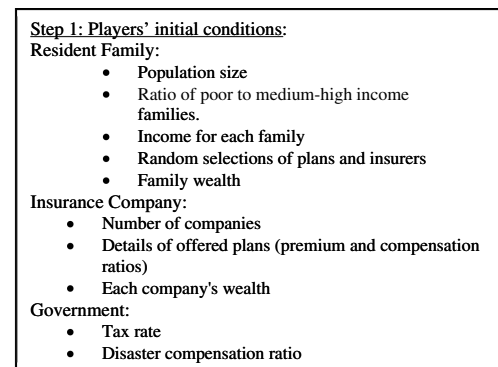 Step 1: Players’ initial conditions:
Resident Family:
• Population size
• Ratio of poor to medium-high income
families.
• Income for each family
• Random selections of plans and insurers
• Family wealth
Insurance Company:
• Number of companies
• Details of offered plans (premium and compensation
ratios)
• Each company's wealth
Government:
• Tax rate
• Disaster compensation ratio